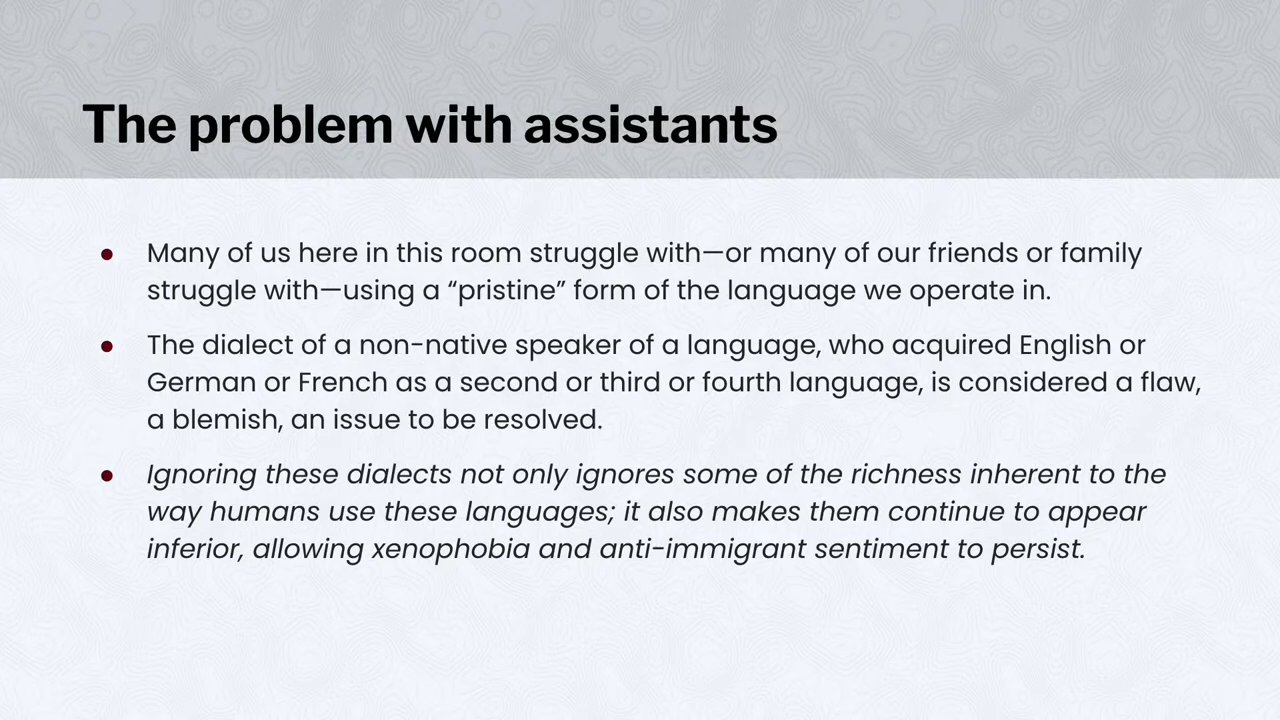 The problem with assistants
● Many of us here in this room struggle with—or many of our friends or family
struggle with—using a “pristine” form of the language we operate in.
● The dialect of a non-native speaker of a language, who acquired English or
German or French as a second or third or fourth language, is considered a flaw,
a blemish, an issue to be resolved.
● Ignoring these dialects not only ignores some of the richness inherent to the
way humans use these languages; it also makes them continue to appear
inferior, allowing xenophobia and anti-immigrant sentiment to persist.